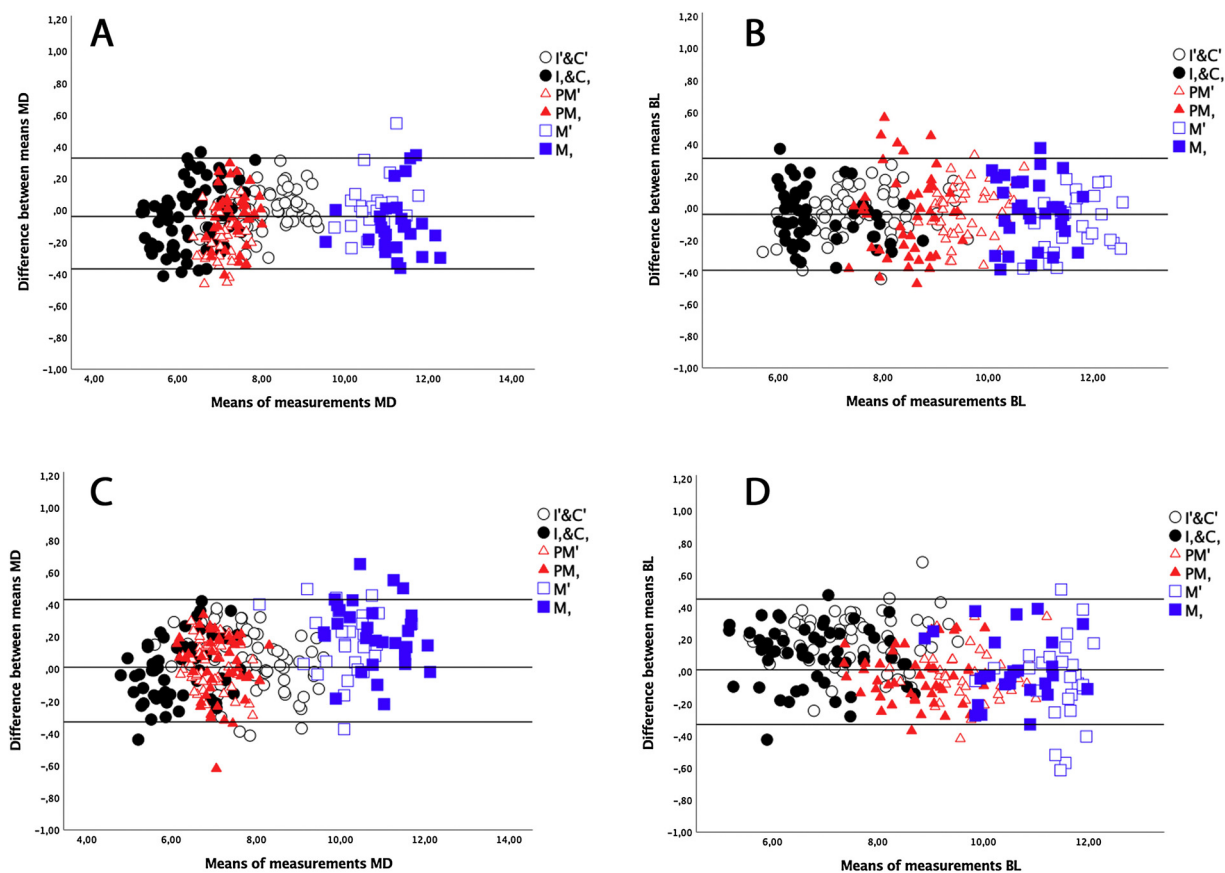 A
Difference between means MD
1,20
1,00
,80
,60
,40
,20
,00
-,20
-,40
-,60
-,80
-1,00
4,00 6,00 8,00 10,00 12,00 14,00
Means of measurements MD
I'&C'
I,&C,
PM'
PM,
M'
M,
B
Difference between means BL
1,20
1,00
,80
,60
,40
,20
,00
-,20
-,40
-,60
-,80
-1,00
6,00 8,00 10,00 12,00
Means of measurements BL
I'&C'
I,&C,
PM'
PM,
M'
M,
C
Difference between means MD
1,20
1,00
,80
,60
,40
,20
,00
-,20
-,40
-,60
-,80
-1,00
4,00 6,00 8,00 10,00 12,00 14,00
Means of measurements MD
I'&C'
I,&C,
PM'
PM,
M'
M,
D
Difference between means BL
1,20
1,00
,80
,60
,40
,20
,00
-,20
-,40
-,60
-,80
-1,00
6,00 8,00 10,00 12,00
Means of measurements BL
I'&C'
I,&C,
PM'
PM,
M'
M,